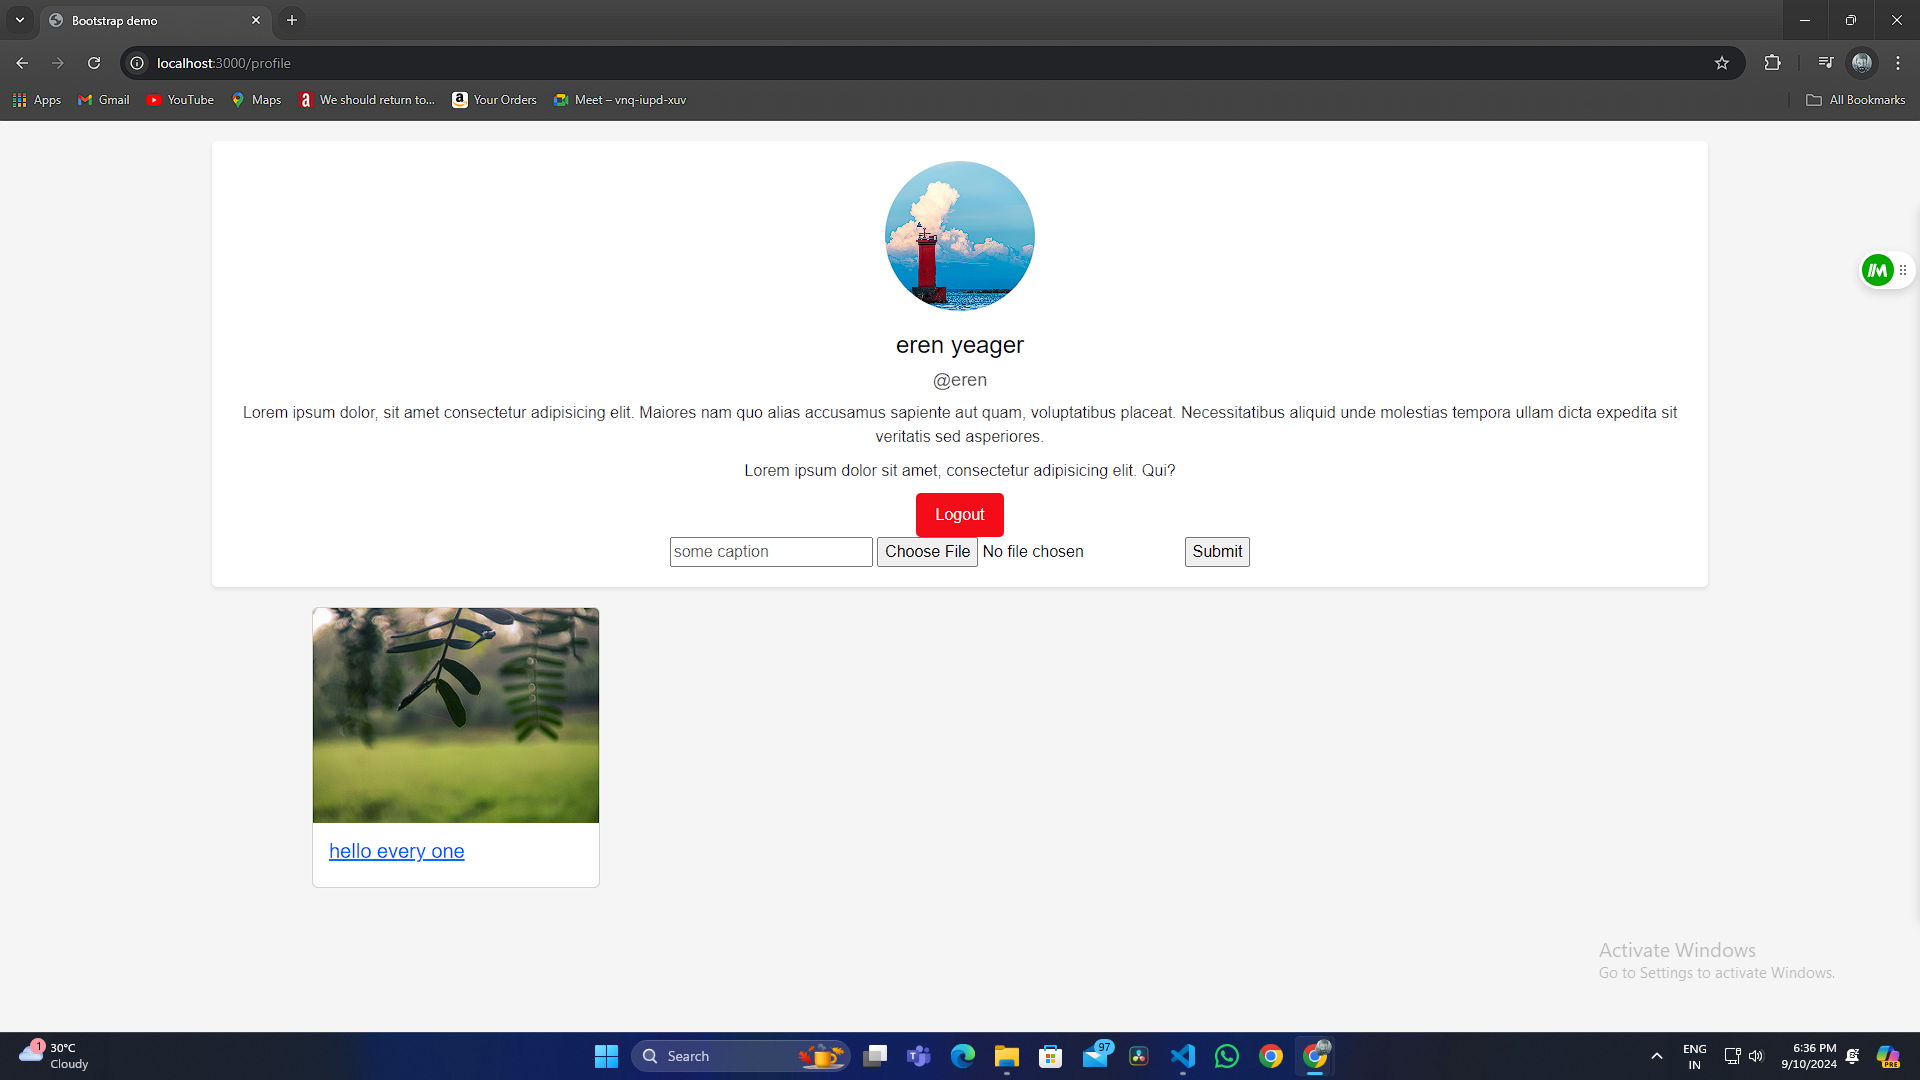 Bootstrap demo
localhost:3000/profile
Apps
Gmail
YouTube
Maps
a
We should return to...
a
Your Orders
Meet – vnq-iupd-xuv
All Bookmarks
eren yeager
@eren
Lorem ipsum dolor, sit amet consectetur adipisicing elit. Maiores nam quo alias accusamus sapiente aut quam, voluptatibus placeat. Necessitatibus aliquid unde molestias tempora ullam dicta expedita sit
veritatis sed asperiores.
Lorem ipsum dolor sit amet, consectetur adipisicing elit. Qui?
Logout
some caption
Choose File
No file chosen
Submit
hello every one
Activate Windows
Go to Settings to activate Windows.
1
30°C
Cloudy
Search
97
ENG
IN
6:36 PM
9/10/2024
PRE